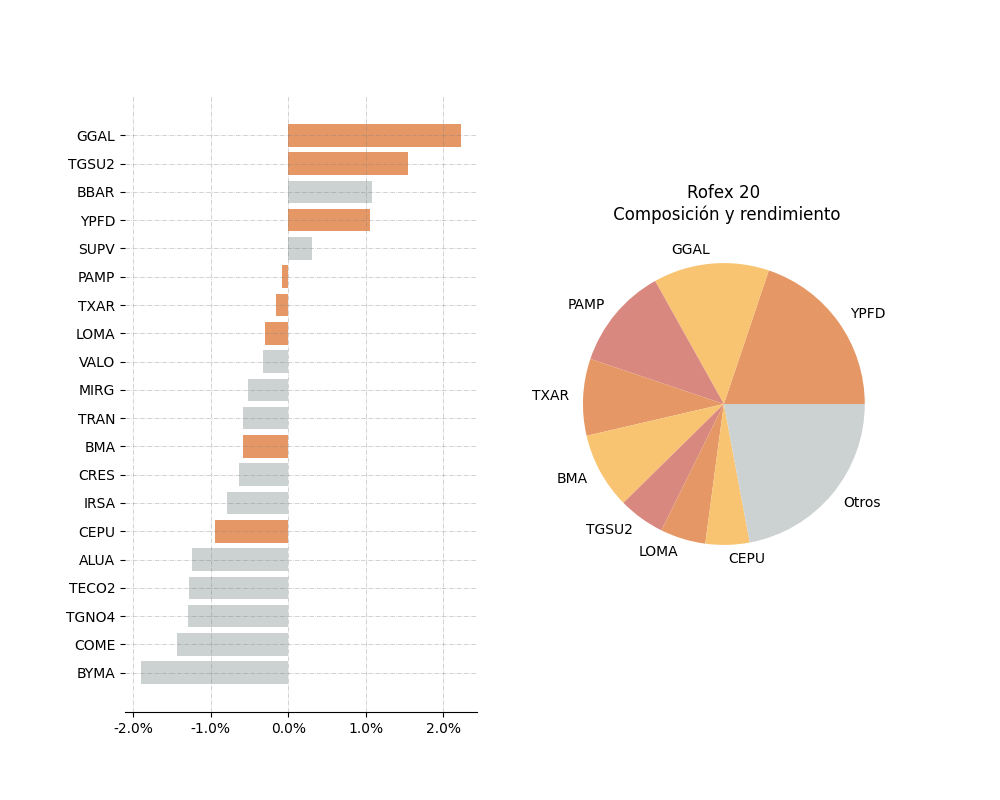 GGAL
TGSU2
BBAR
YPFD
SUPV
PAMP
TXAR
LOMA
VALO
MIRG
TRAN
BMA
CRES
IRSA
CEPU
ALUA
TECO2
TGNO4
COME
BYMA
-2.0% -1.0% 0.0% 1.0% 2.0%
Rofex 20
Composición y rendimiento
GGAL
YPFD
PAMP
TXAR
BMA
TGSU2
LOMA
CEPU
Otros